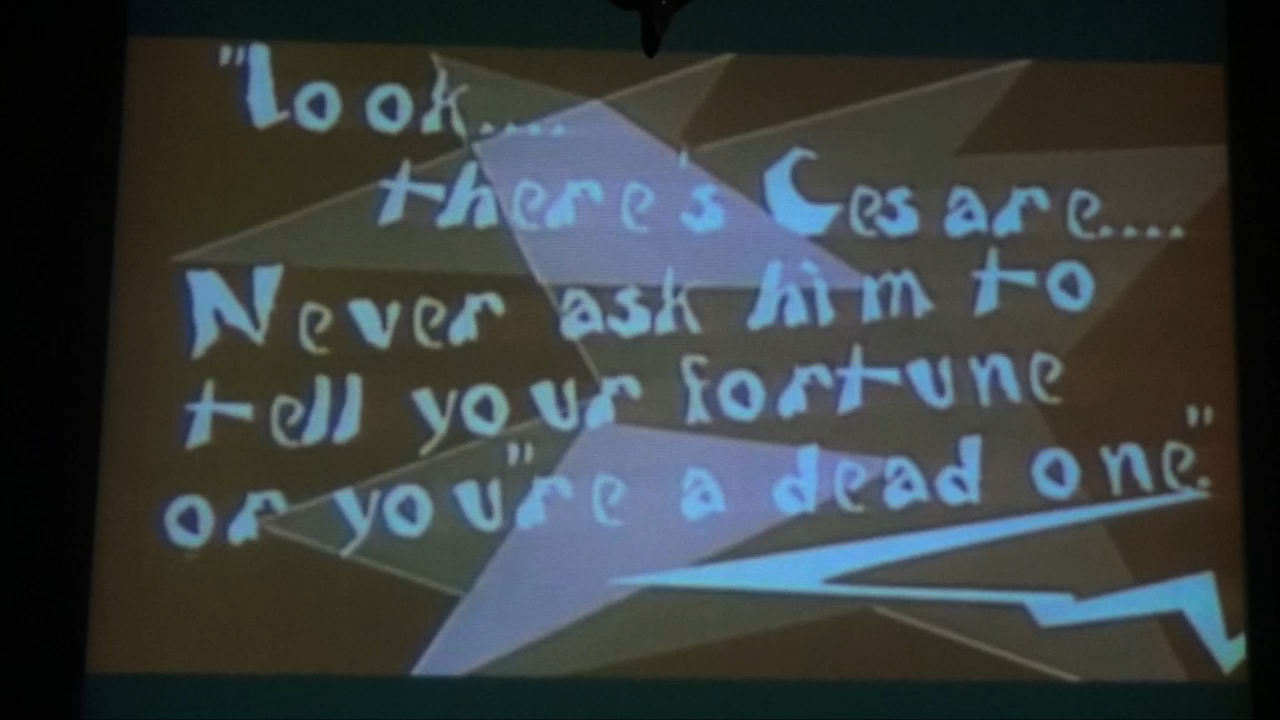 "Look....
there's Cesare....
Never ask him to
tell your fortune
or you"re a dead one."